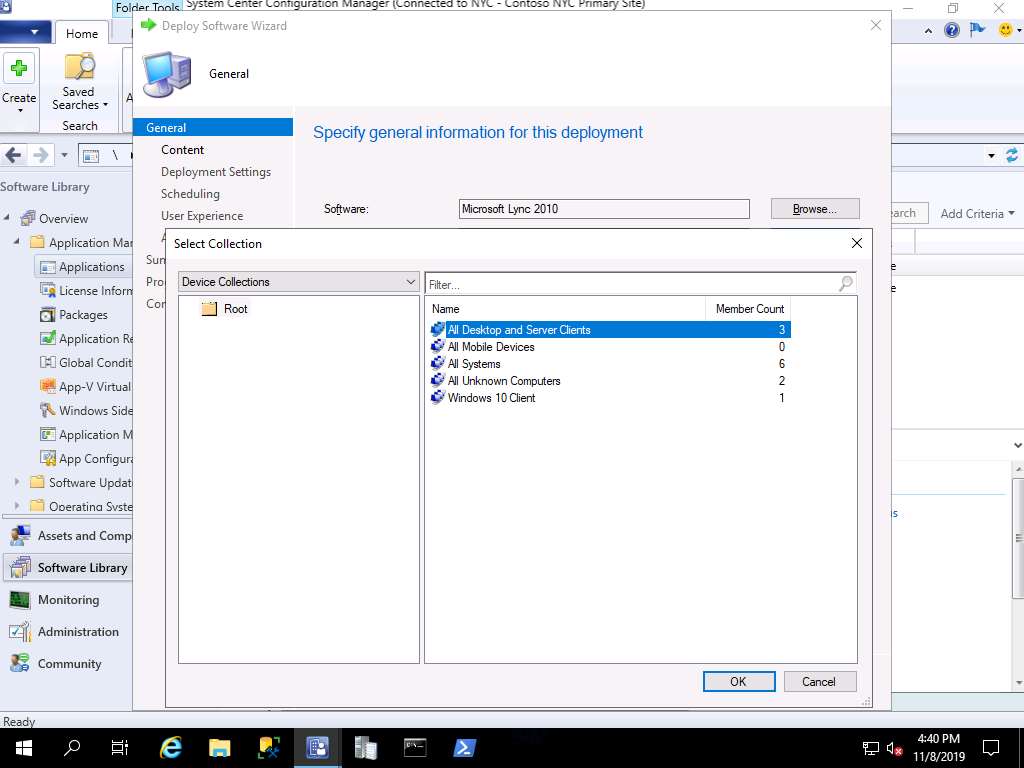 Folder Tools
System Center Configuration Manager (Connected to NYC - Contoso NYC Primary Site)
Home
Create
Saved Searches
Search
Software Library
Overview
Application Mar
Applications
License Inform
Packages
Application Re
Global Condit
App-V Virtual
Windows Side
Application M
App Configura
Software Updat
Operating Syste
Assets and Comp
Software Library
Monitoring
Administration
Community
Ready
Deploy Software Wizard
General
General
Content
Deployment Settings
Scheduling
User Experience
Sum
Pro
Con
Specify general information for this deployment
Software:
Microsoft Lync 2010
Browse...
earch
Add Criteria
Select Collection
Device Collections
Filter...
Root
Name Member Count
All Desktop and Server Clients 3
All Mobile Devices 0
All Systems 6
All Unknown Computers 2
Windows 10 Client 1
OK
Cancel
4:40 PM
11/8/2019